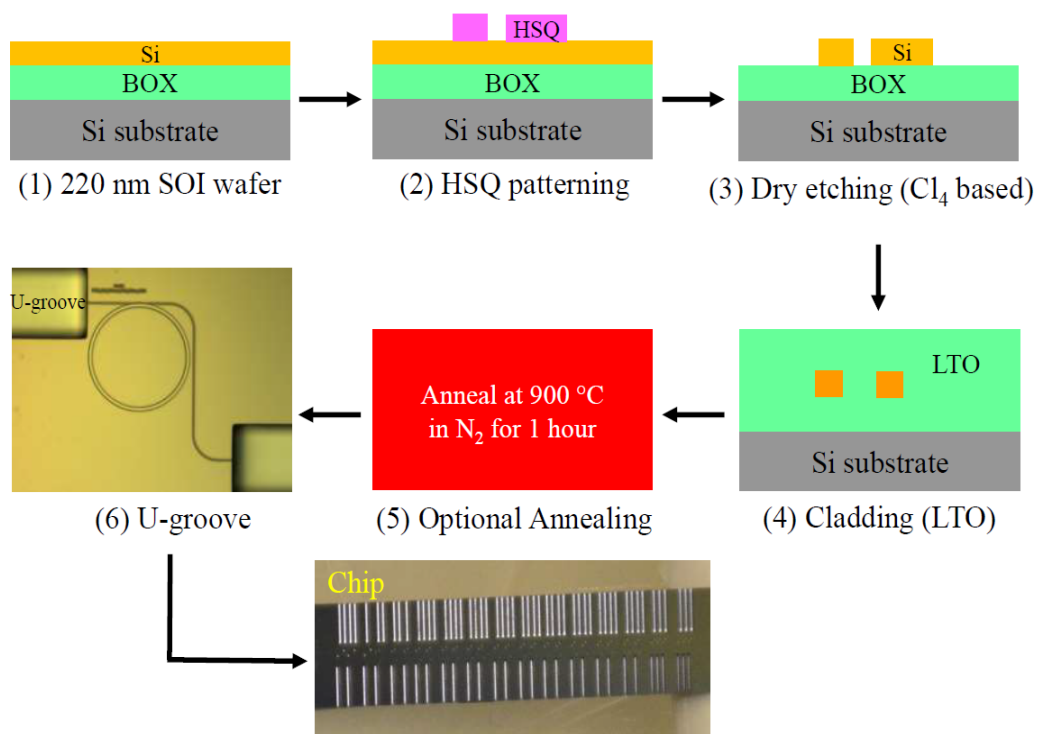 Si
BOX
Si substrate
(1) 220 nm SOI wafer
HSQ
BOX
Si substrate
(2) HSQ patterning
Si
BOX
Si substrate
(3) Dry etching (Cl₄ based)
LTO
Si substrate
(4) Cladding (LTO)
Anneal at 900 °C
in N₂ for 1 hour
(5) Optional Annealing
U-groove
(6) U-groove
Chip